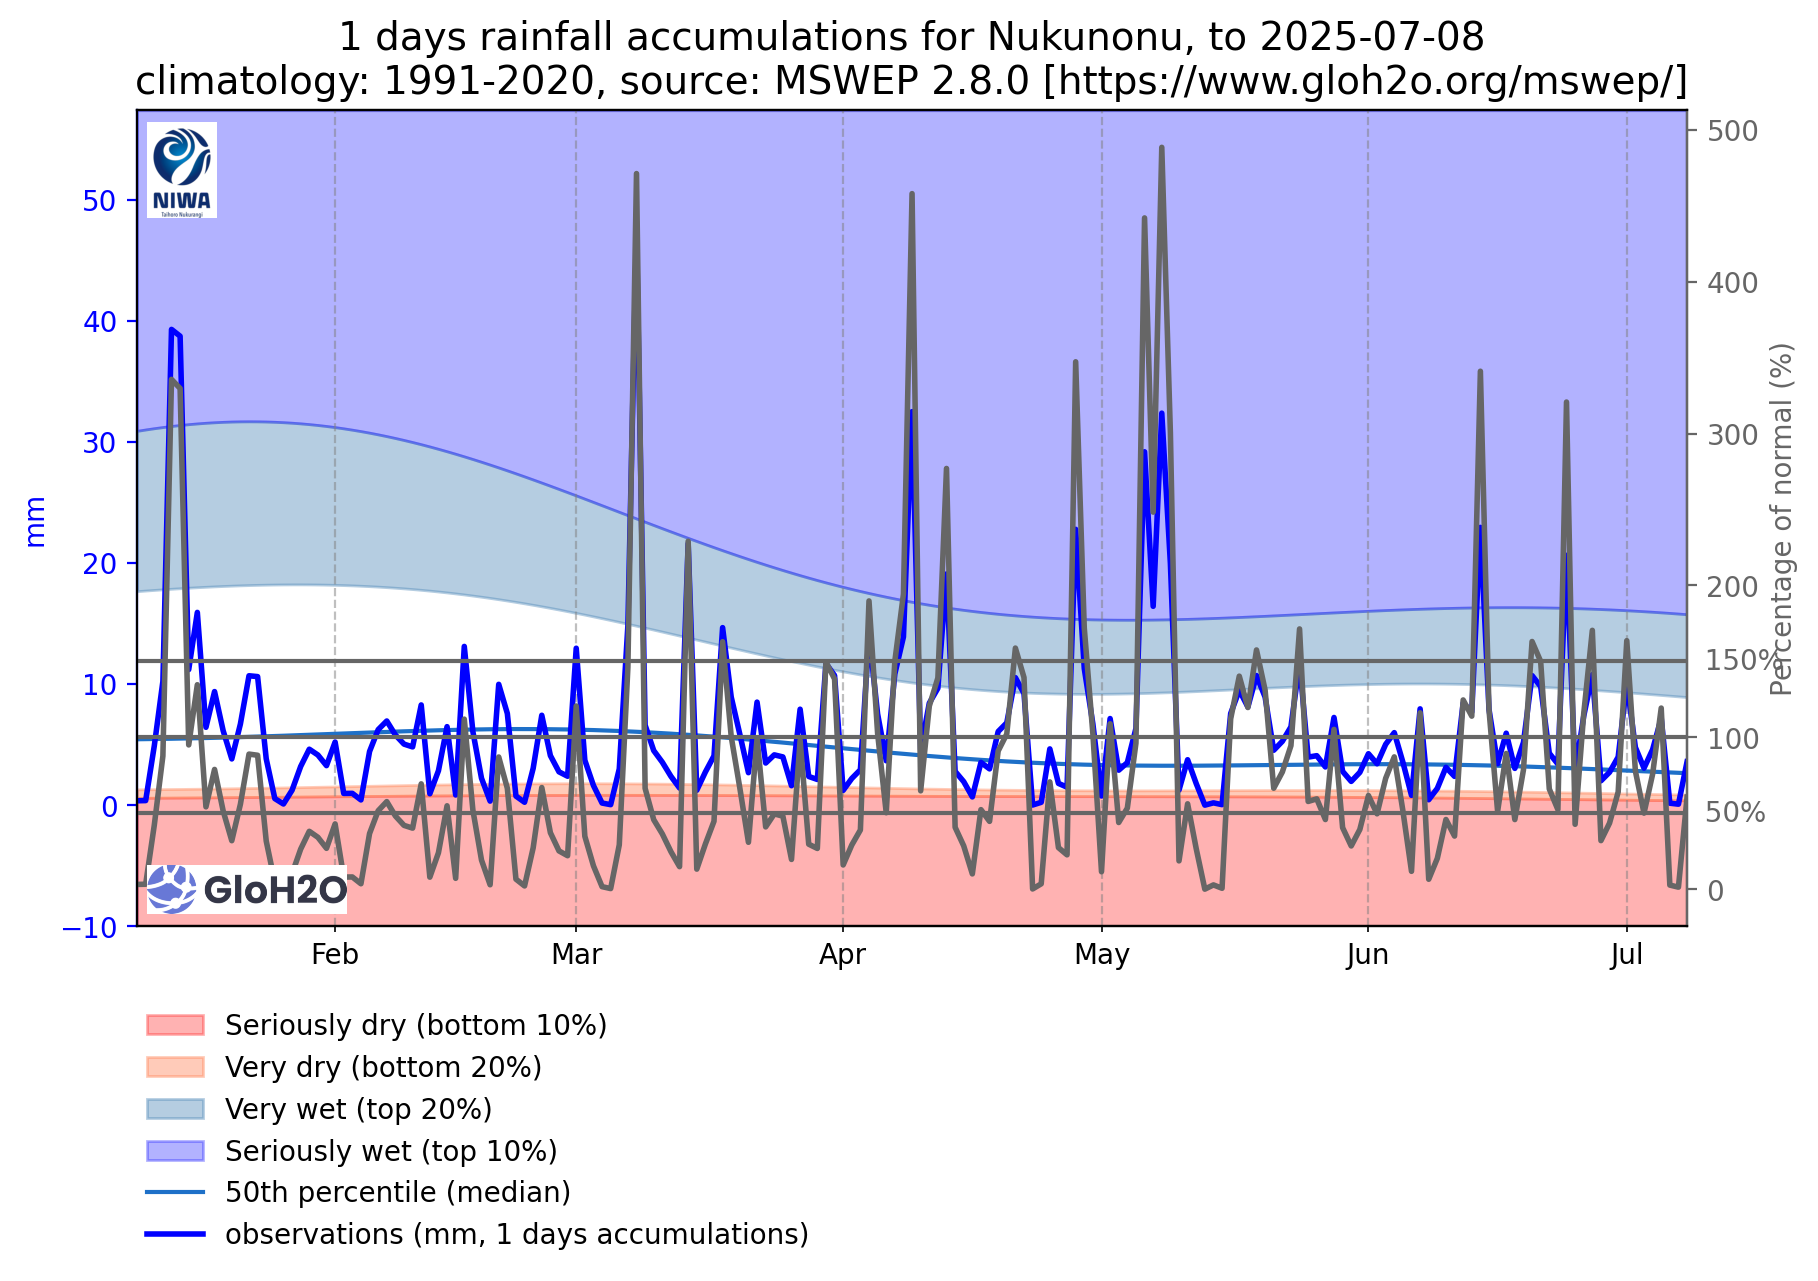 1 days rainfall accumulations for Nukunonu, to 2025-07-08
climatology: 1991-2020, source: MSWEP 2.8.0 [https://www.gloh2o.org/mswep/]
NIWA
Taihoro Nukurangi
50
40
30
20
10
0
−10
mm
500
400
300
200
150%
100
50%
0
Percentage of normal (%)
GloH2O
Feb
Mar
Apr
May
Jun
Jul
Seriously dry (bottom 10%)
Very dry (bottom 20%)
Very wet (top 20%)
Seriously wet (top 10%)
50th percentile (median)
observations (mm, 1 days accumulations)